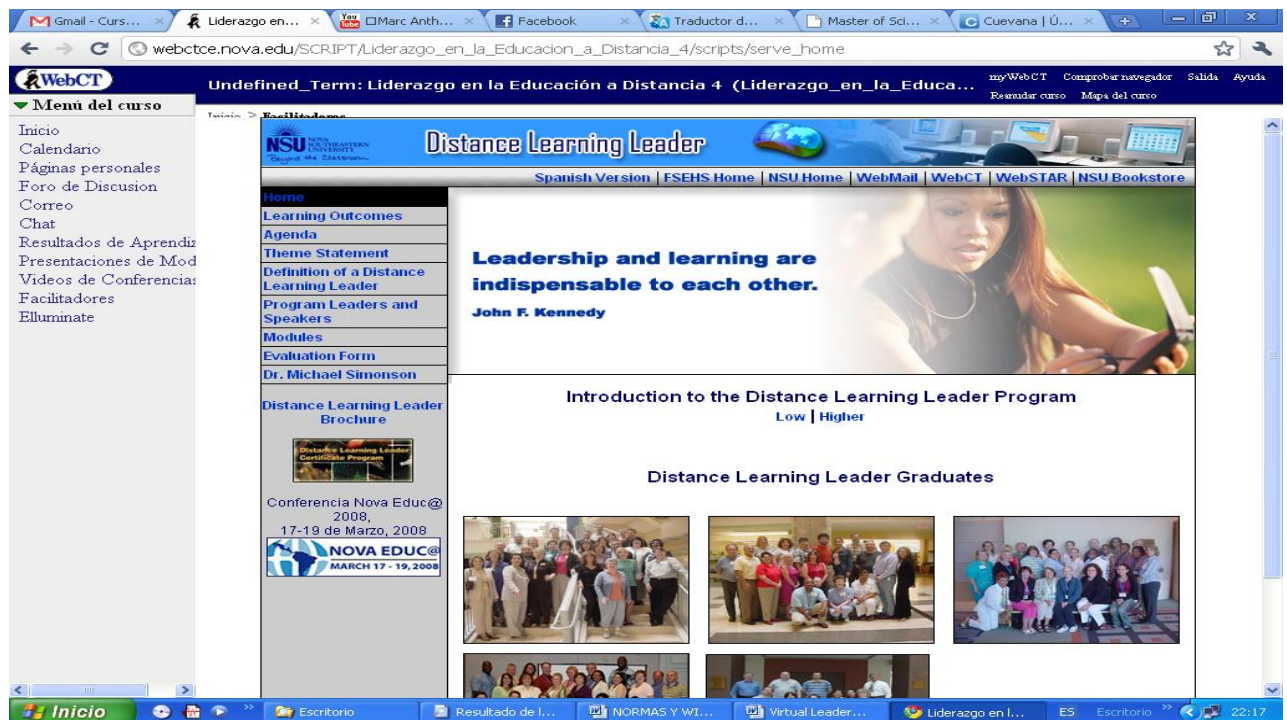 Gmail - Curs...
Liderazgo en...
You Tube
Marc Anth...
Facebook
Traductor d...
Master of Sci...
Cuevana | Ú...
webctce.nova.edu/SCRIPT/Liderazgo_en_la_Educacion_a_Distancia_4/scripts/serve_home
WebCT
Undefined_Term: Liderazgo en la Educación a Distancia 4 (Liderazgo_en_la_Educa...
myWebCT Comprobar navegador Salida Ayuda
Reanudar curso Mapa del curso
Menú del curso
Inicio
Calendario
Páginas personales
Foro de Discusion
Correo
Chat
Resultados de Aprendiz
Presentaciones de Mod
Videos de Conferencias
Facilitadores
Elluminate
Inicio > Facilitadores
NSU NOVA SOUTHEASTERN UNIVERSITY
Beyond the Classroom
Distance Learning Leader
Spanish Version | FSEHS Home | NSU Home | WebMail | WebCT | WebSTAR | NSU Bookstore
Home
Learning Outcomes
Agenda
Theme Statement
Definition of a Distance
Learning Leader
Program Leaders and
Speakers
Modules
Evaluation Form
Dr. Michael Simonson
Distance Learning Leader
Brochure
Distance Learning Leader
Certificate Program
Conferencia Nova Educ@
2008,
17-19 de Marzo, 2008
NOVA EDUC@
MARCH 17 - 19, 2008
Leadership and learning are
indispensable to each other.
John F. Kennedy
Introduction to the Distance Learning Leader Program
Low | Higher
Distance Learning Leader Graduates
Inicio
Escritorio
Resultado de l...
NORMAS Y WI...
Virtual Leader...
Liderazgo en l...
ES
Escritorio
22:17